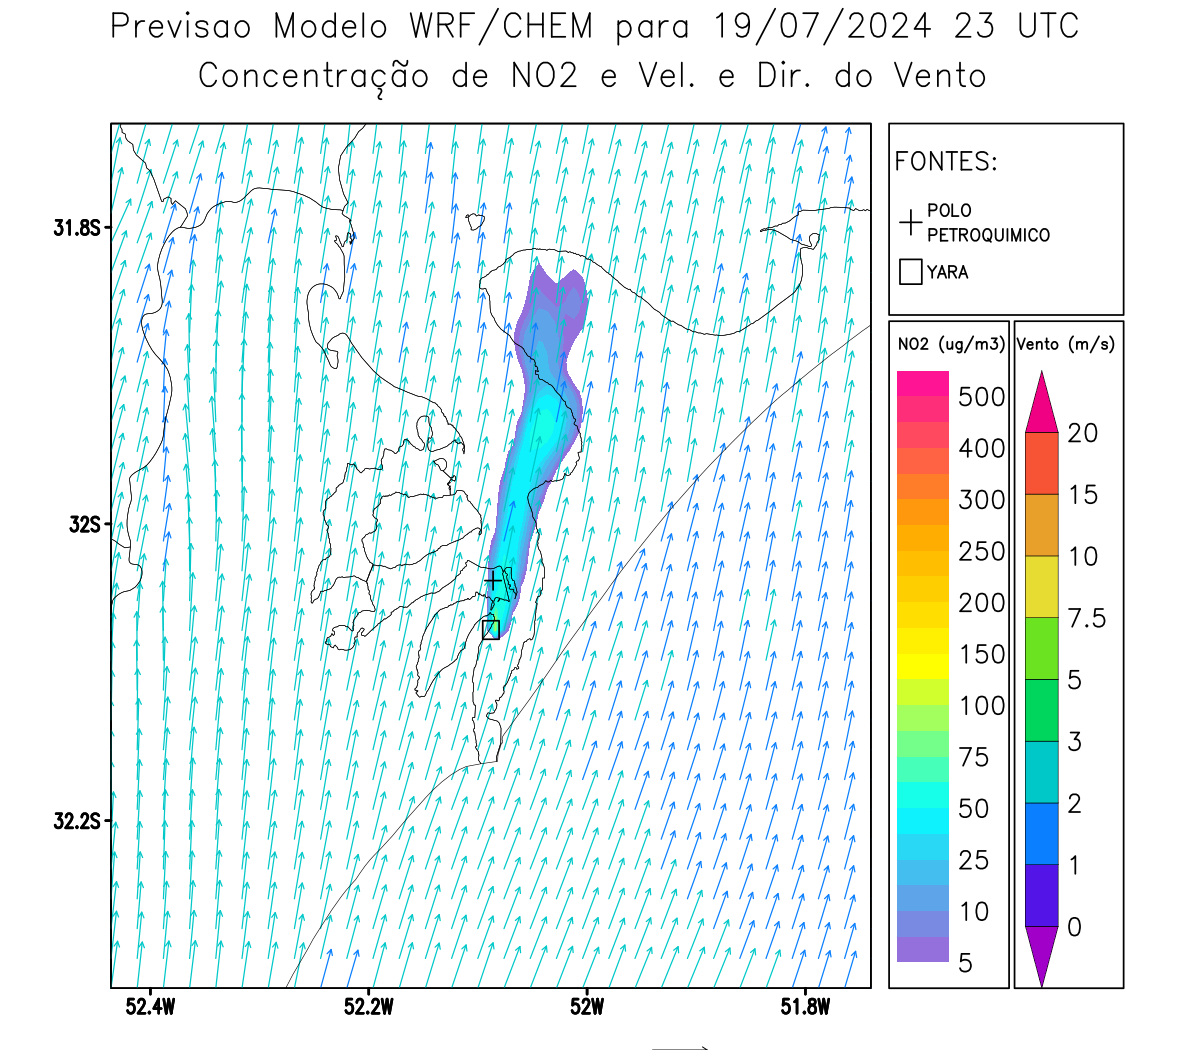 Previsao Modelo WRF/CHEM para 19/07/2024 23 UTC
Concentração de NO2 e Vel. e Dir. do Vento
FONTES:
POLO
PETROQUIMICO
YARA
NO2 (ug/m3)
500
400
300
250
200
150
100
75
50
25
10
5
Vento (m/s)
20
15
10
7.5
5
3
2
1
0
31.8S
32S
32.2S
52.4W
52.2W
52W
51.8W